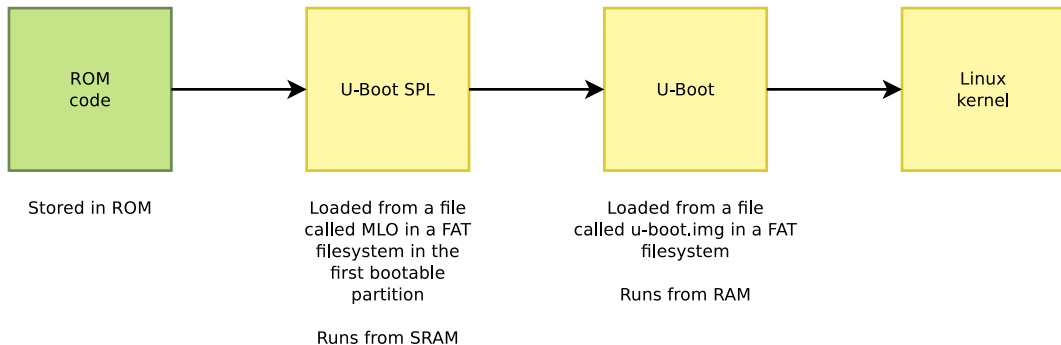 ROM
code
U-Boot SPL
U-Boot
Linux
kernel
Stored in ROM
Loaded from a file
called MLO in a FAT
filesystem in the
first bootable
partition
Runs from SRAM
Loaded from a file
called u-boot.img in a FAT
filesystem
Runs from RAM